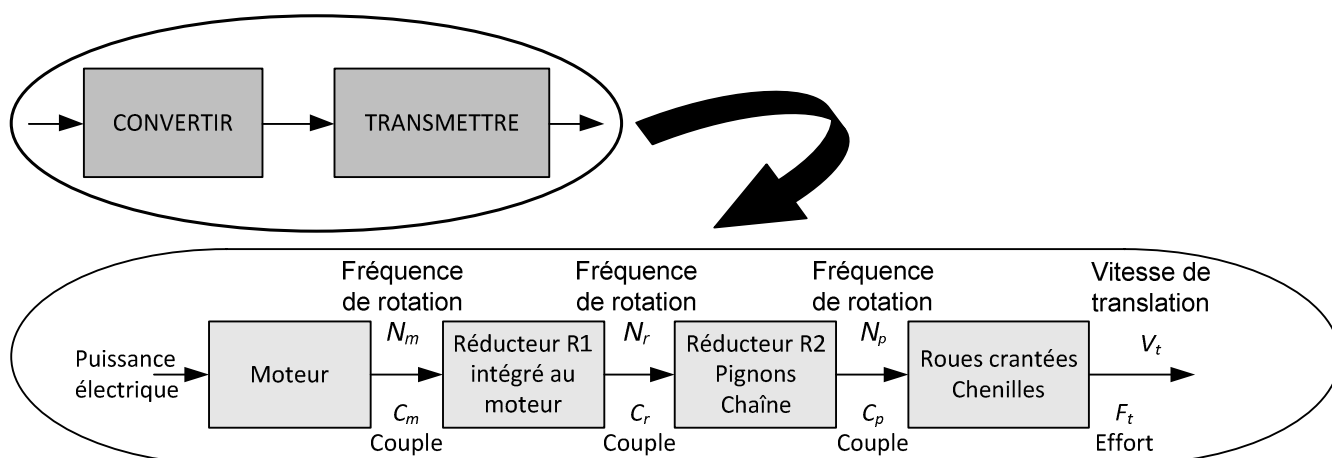 CONVERTIR
TRANSMETTRE
Fréquence
de rotation
Fréquence
de rotation
Fréquence
de rotation
Vitesse de
translation
Puissance
électrique
Moteur
Nm
Cm
Couple
Réducteur R1
intégré au
moteur
Nr
Cr
Couple
Réducteur R2
Pignons
Chaîne
Np
Cp
Couple
Roues crantées
Chenilles
Vt
Ft
Effort